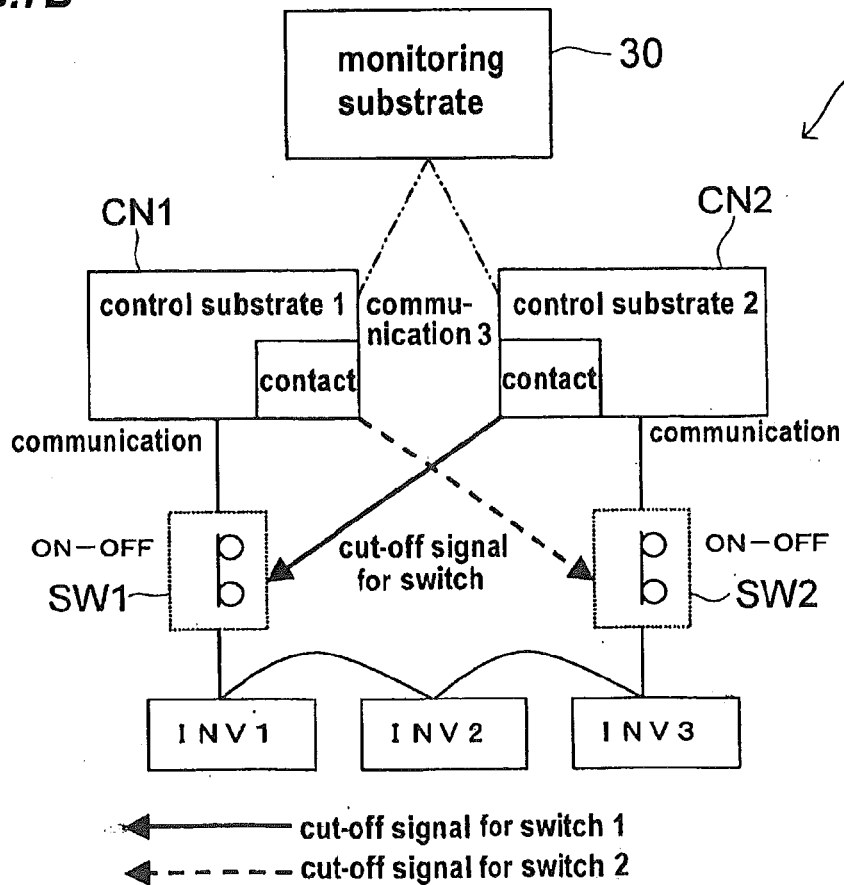 monitoring
substrate
30
CN1
CN2
control substrate 1
commu-
nication 3
control substrate 2
contact
contact
communication
communication
ON-OFF
cut-off signal
for switch
ON-OFF
SW1
SW2
INV1
INV2
INV3
cut-off signal for switch 1
cut-off signal for switch 2